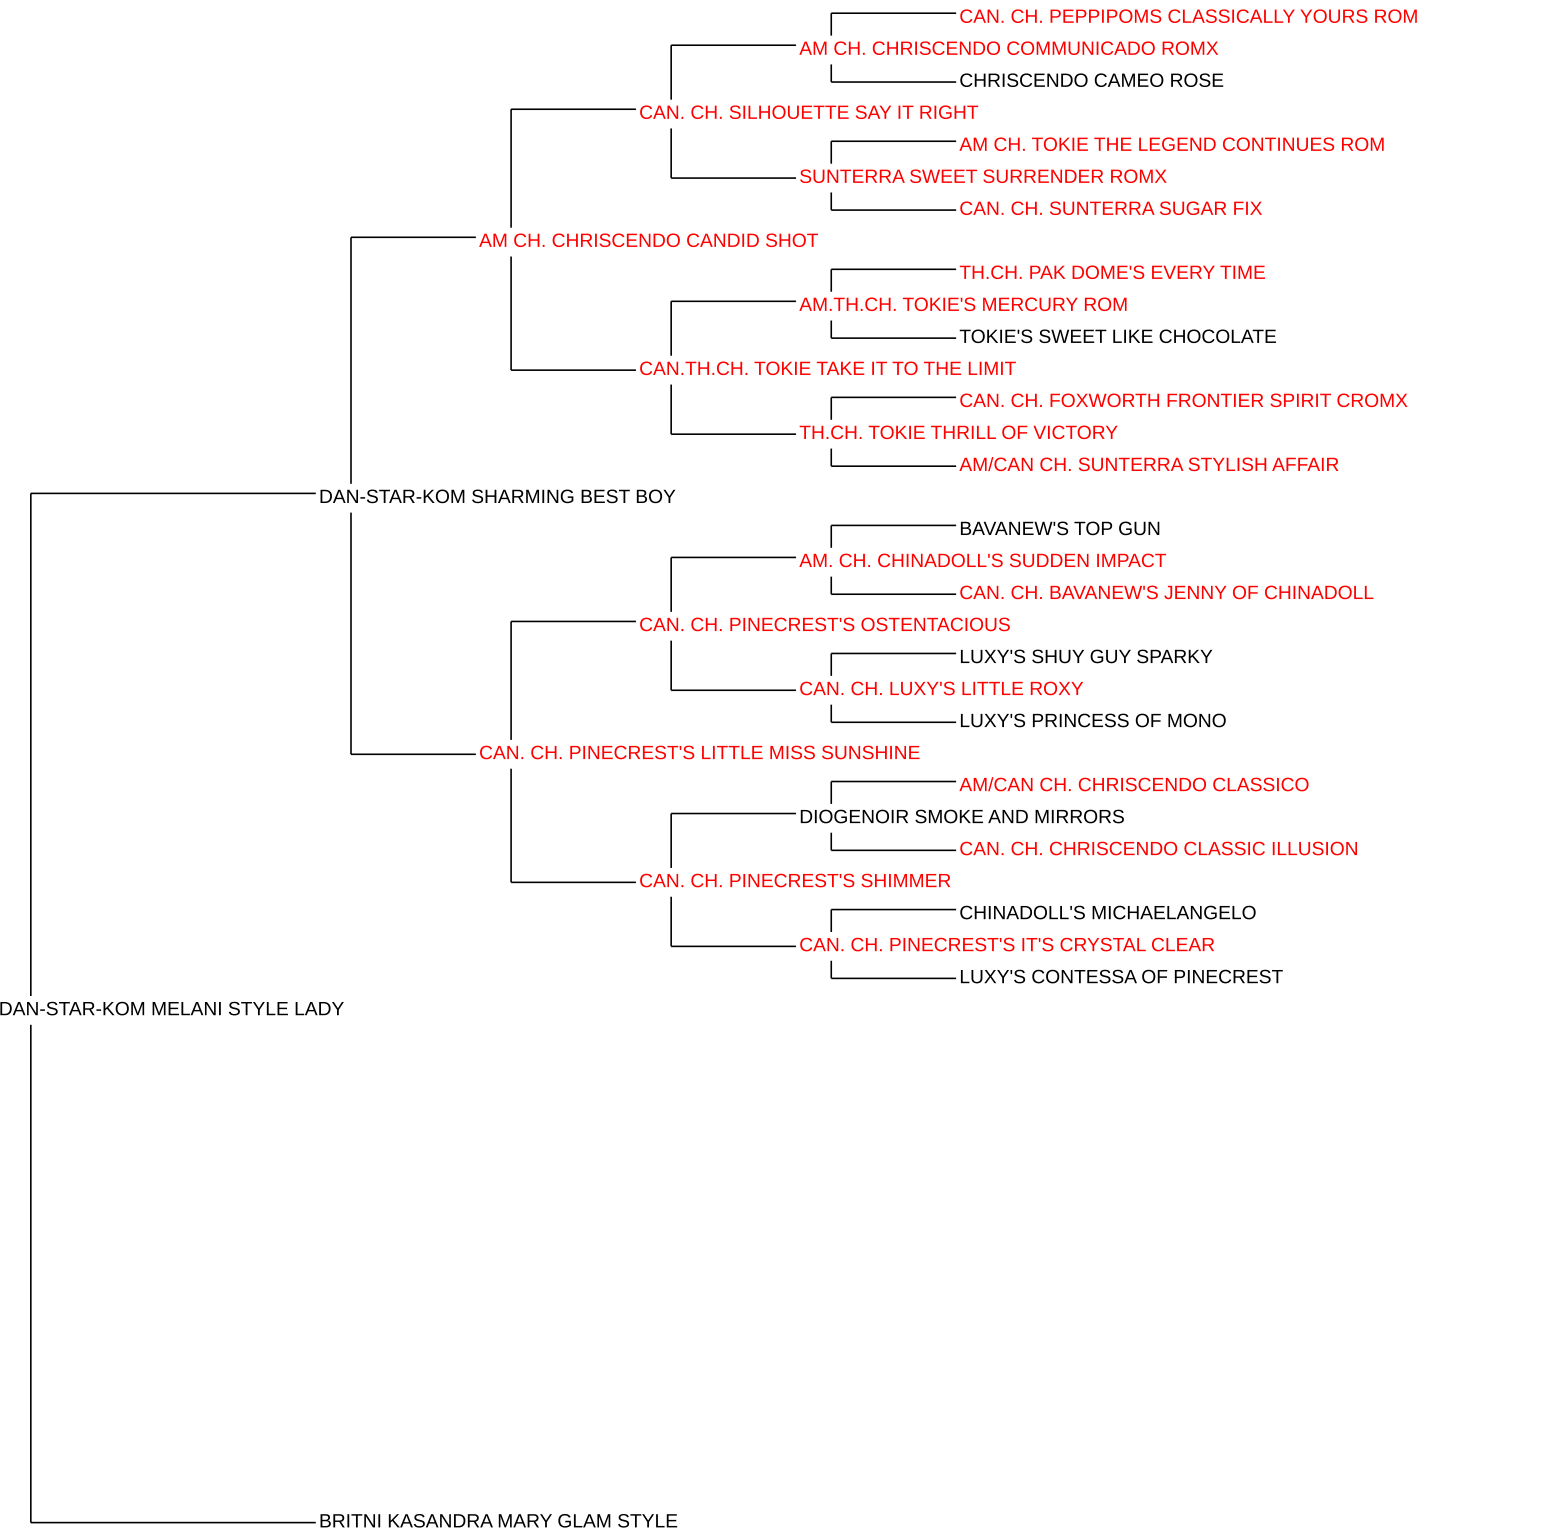 CAN. CH. PEPPIPOMS CLASSICALLY YOURS ROM
AM CH. CHRISCENDO COMMUNICADO ROMX
CHRISCENDO CAMEO ROSE
CAN. CH. SILHOUETTE SAY IT RIGHT
AM CH. TOKIE THE LEGEND CONTINUES ROM
SUNTERRA SWEET SURRENDER ROMX
CAN. CH. SUNTERRA SUGAR FIX
AM CH. CHRISCENDO CANDID SHOT
TH.CH. PAK DOME'S EVERY TIME
AM.TH.CH. TOKIE'S MERCURY ROM
TOKIE'S SWEET LIKE CHOCOLATE
CAN.TH.CH. TOKIE TAKE IT TO THE LIMIT
CAN. CH. FOXWORTH FRONTIER SPIRIT CROMX
TH.CH. TOKIE THRILL OF VICTORY
AM/CAN CH. SUNTERRA STYLISH AFFAIR
DAN-STAR-KOM SHARMING BEST BOY
BAVANEW'S TOP GUN
AM. CH. CHINADOLL'S SUDDEN IMPACT
CAN. CH. BAVANEW'S JENNY OF CHINADOLL
CAN. CH. PINECREST'S OSTENTACIOUS
LUXY'S SHUY GUY SPARKY
CAN. CH. LUXY'S LITTLE ROXY
LUXY'S PRINCESS OF MONO
CAN. CH. PINECREST'S LITTLE MISS SUNSHINE
AM/CAN CH. CHRISCENDO CLASSICO
DIOGENOIR SMOKE AND MIRRORS
CAN. CH. CHRISCENDO CLASSIC ILLUSION
CAN. CH. PINECREST'S SHIMMER
CHINADOLL'S MICHAELANGELO
CAN. CH. PINECREST'S IT'S CRYSTAL CLEAR
LUXY'S CONTESSA OF PINECREST
DAN-STAR-KOM MELANI STYLE LADY
BRITNI KASANDRA MARY GLAM STYLE